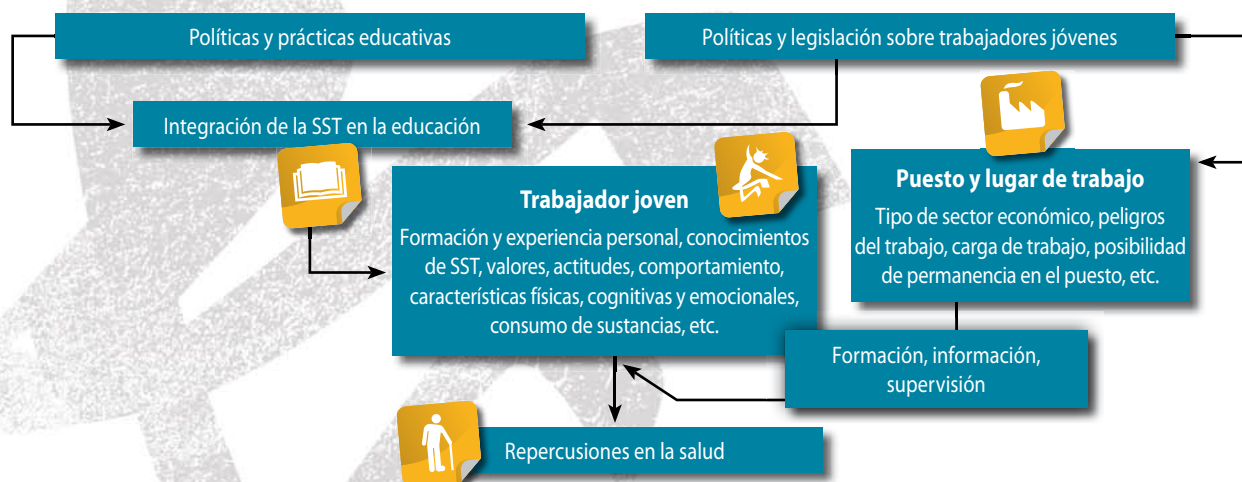 Políticas y prácticas educativas
Políticas y legislación sobre trabajadores jóvenes
Integración de la SST en la educación
Trabajador joven
Formación y experiencia personal, conocimientos
de SST, valores, actitudes, comportamiento,
características físicas, cognitivas y emocionales,
consumo de sustancias, etc.
Puesto y lugar de trabajo
Tipo de sector económico, peligros
del trabajo, carga de trabajo, posibilidad
de permanencia en el puesto, etc.
Formación, información,
supervisión
Repercusiones en la salud